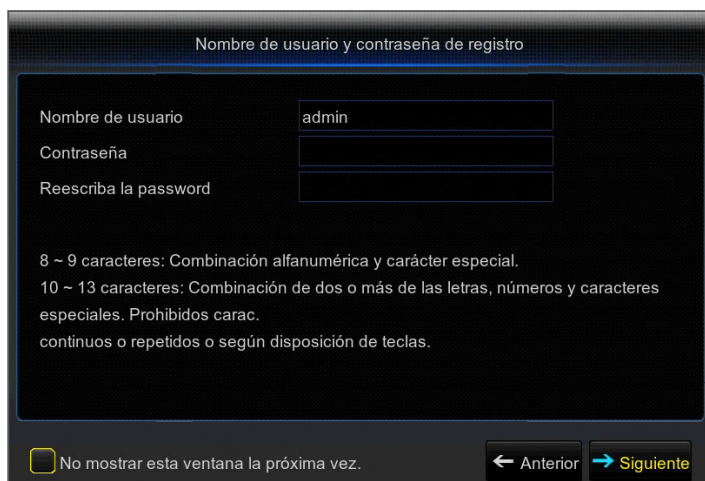 Nombre de usuario y contraseña de registro
Nombre de usuario admin
Contraseña
Reescriba la password
8 ~ 9 caracteres: Combinación alfanumérica y carácter especial.
10 ~ 13 caracteres: Combinación de dos o más de las letras, números y caracteres
especiales. Prohibidos carac.
continuos o repetidos o según disposición de teclas.
No mostrar esta ventana la próxima vez. Anterior Siguiente